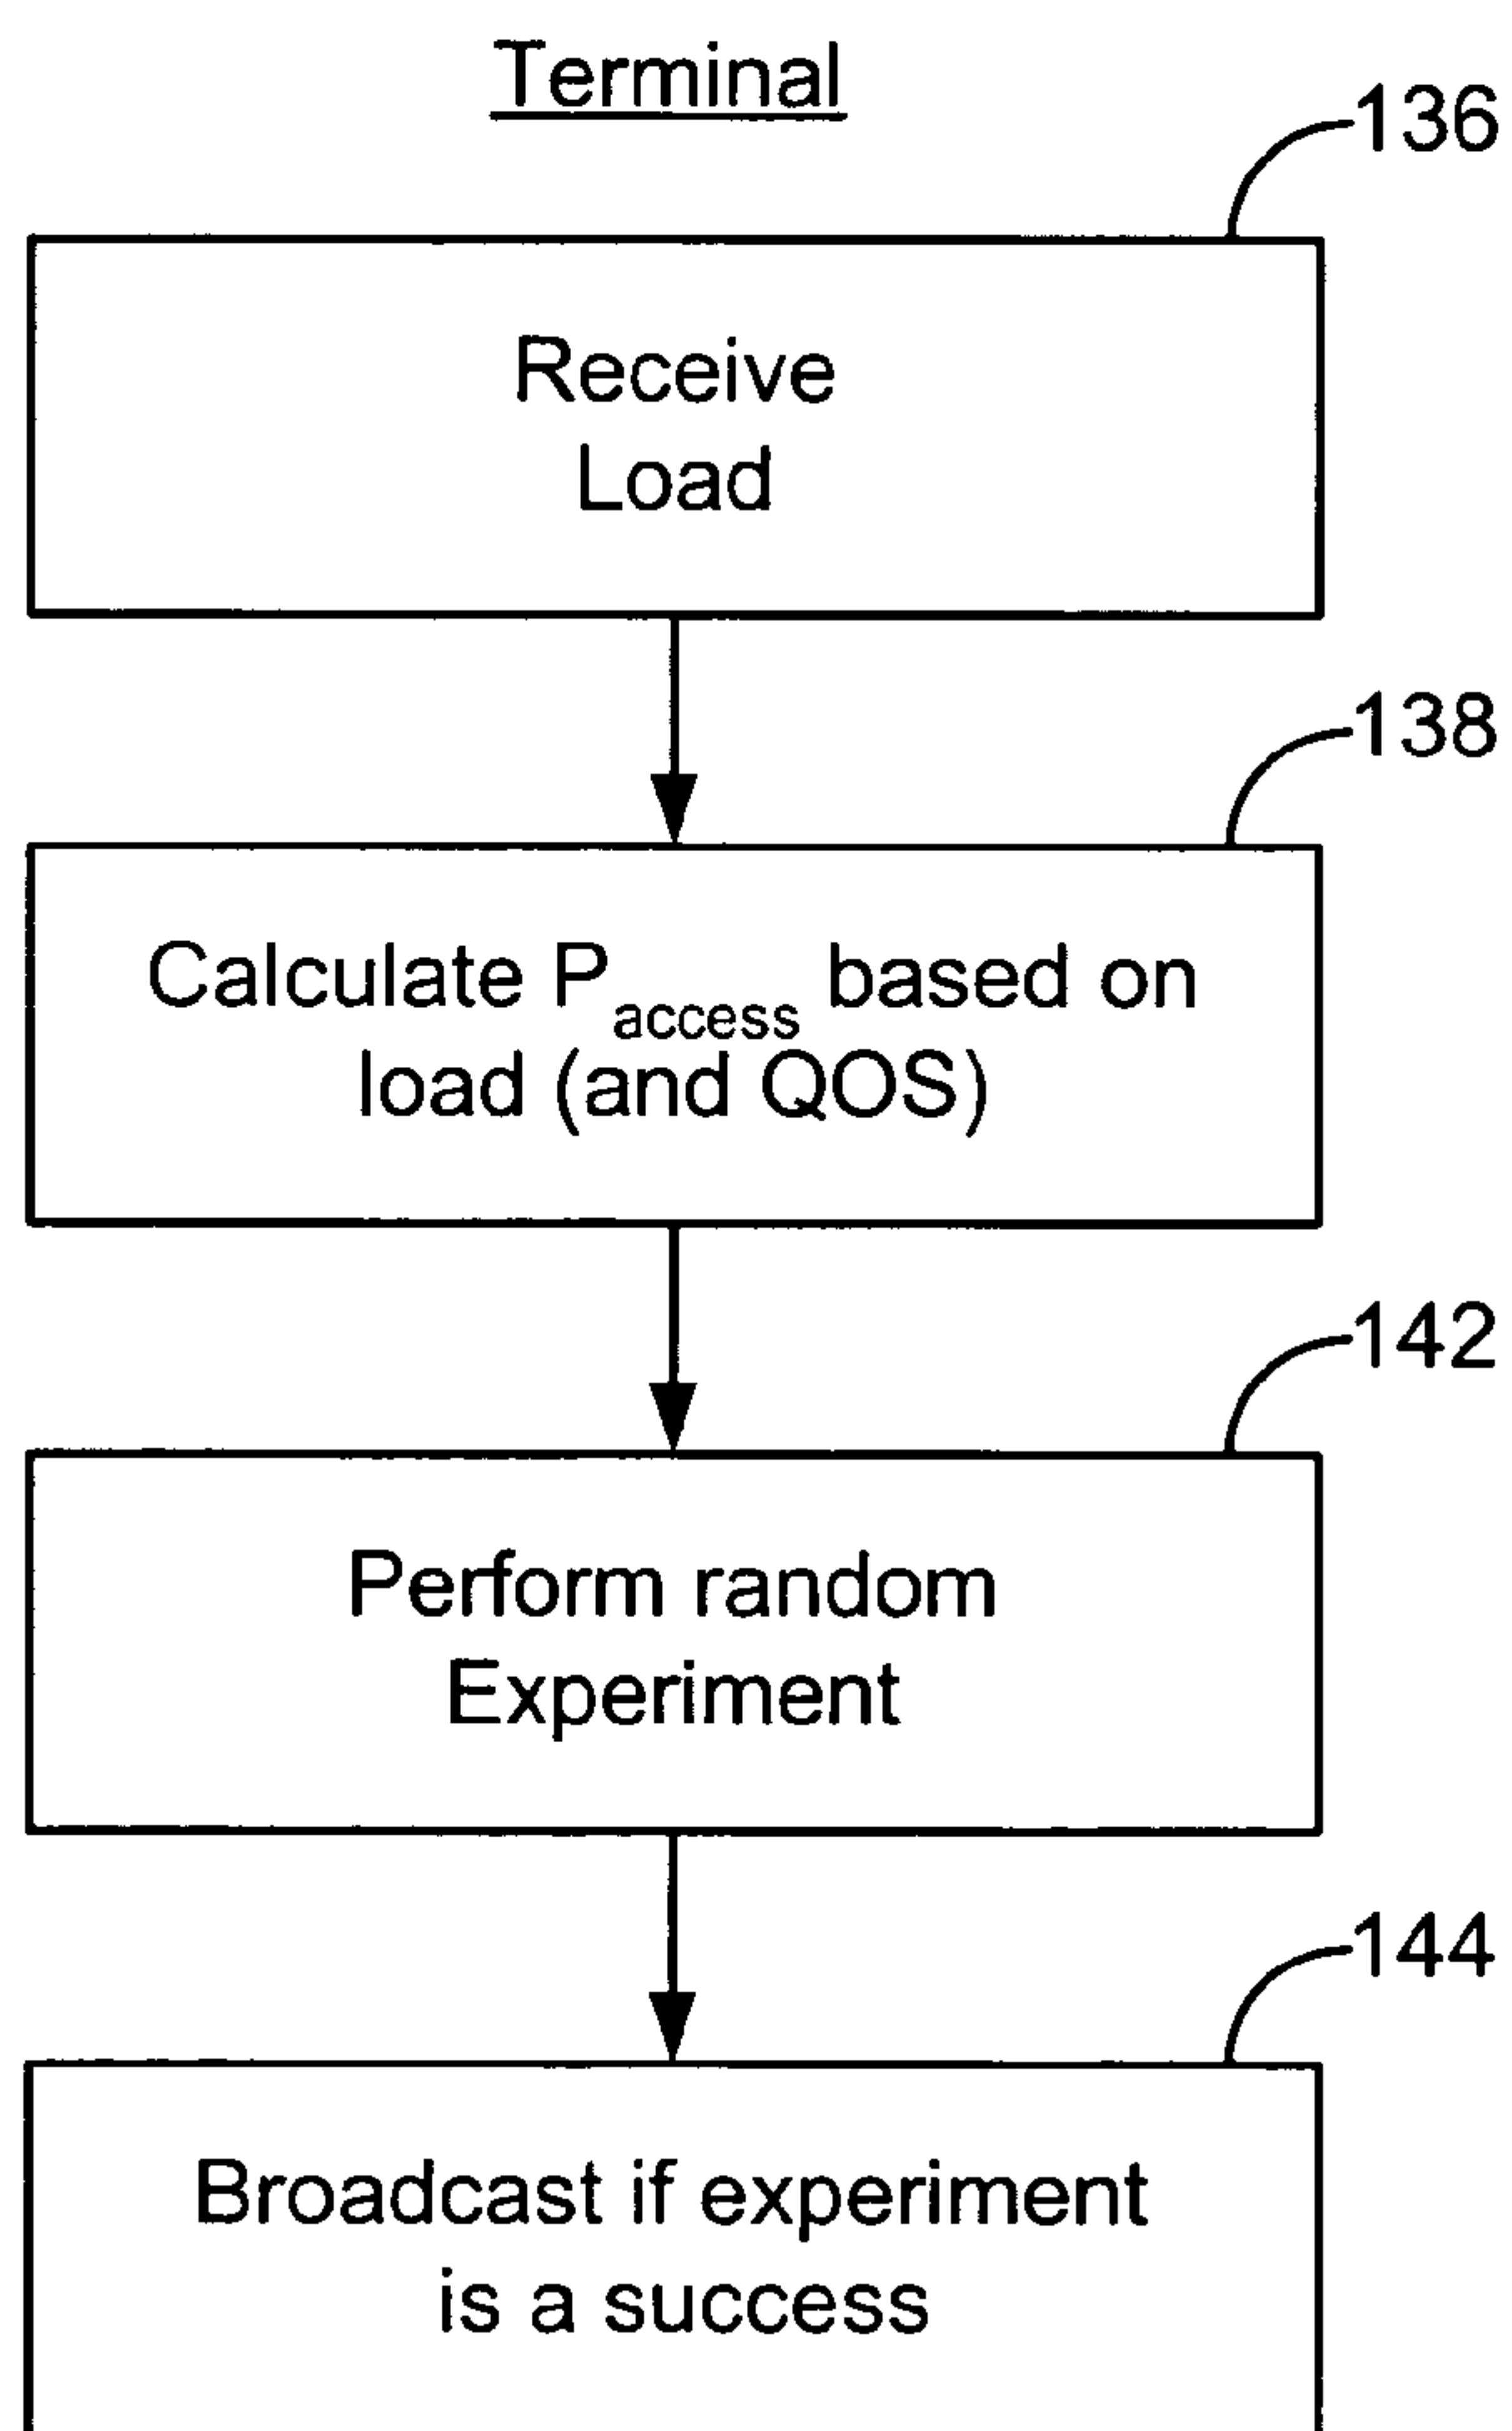 Terminal
136
Receive
Load
138
Calculate Paccess based on
load (and QOS)
142
Perform random
Experiment
144
Broadcast if experiment
is a success